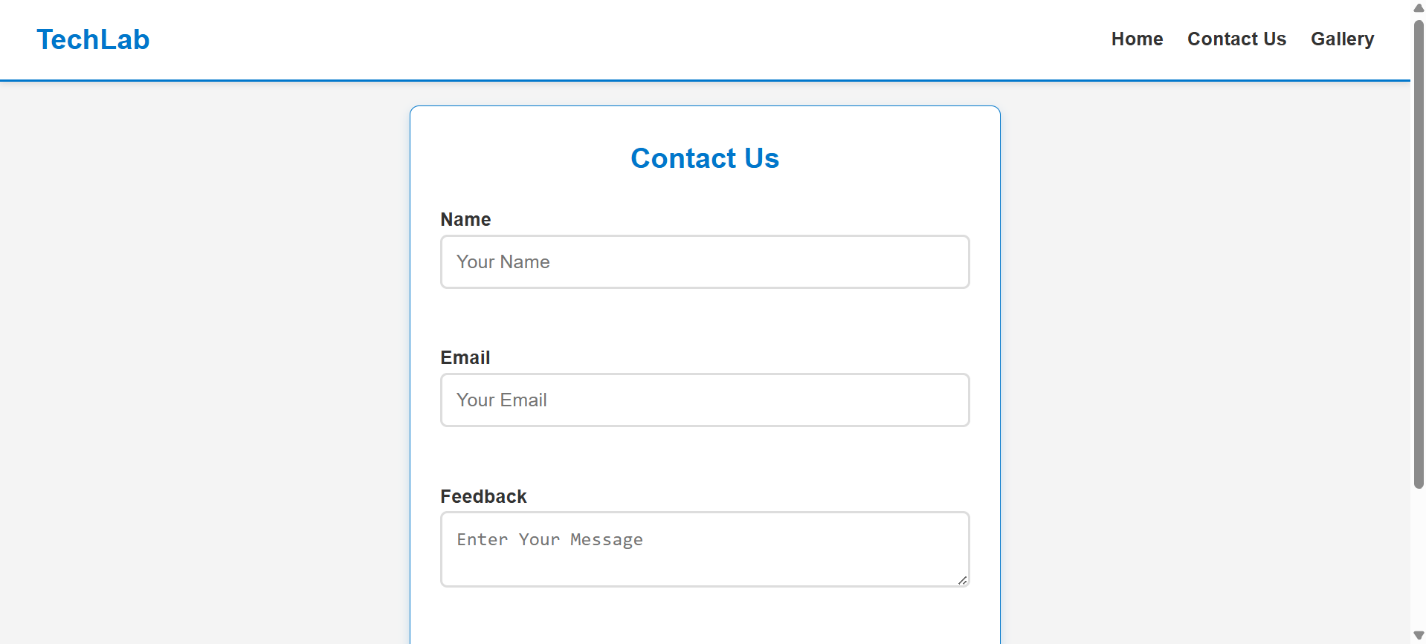 TechLab
Home Contact Us Gallery
Contact Us
Name
Your Name
Email
Your Email
Feedback
Enter Your Message